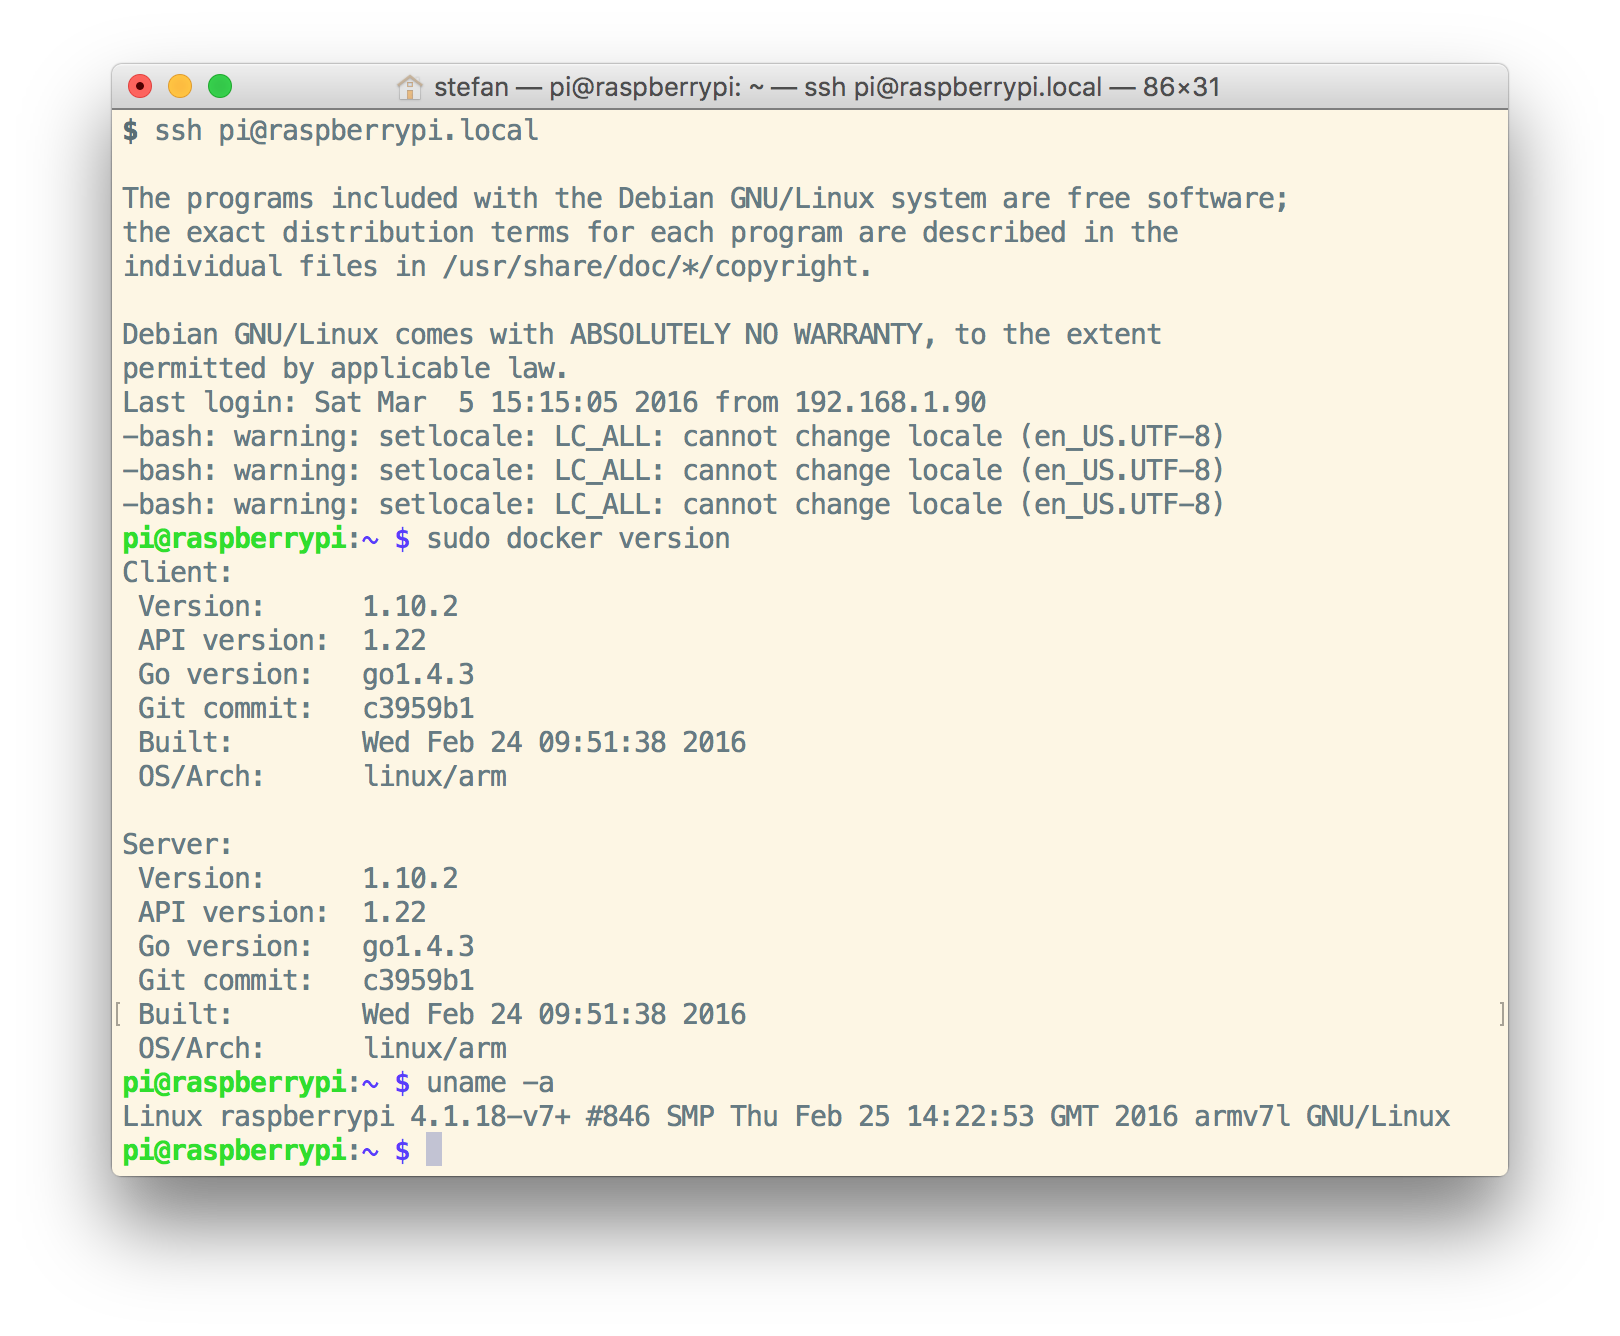 stefan — pi@raspberrypi: ~ — ssh pi@raspberrypi.local — 86×31
$ ssh pi@raspberrypi.local

The programs included with the Debian GNU/Linux system are free software;
the exact distribution terms for each program are described in the
individual files in /usr/share/doc/*/copyright.

Debian GNU/Linux comes with ABSOLUTELY NO WARRANTY, to the extent
permitted by applicable law.
Last login: Sat Mar  5 15:15:05 2016 from 192.168.1.90
-bash: warning: setlocale: LC_ALL: cannot change locale (en_US.UTF-8)
-bash: warning: setlocale: LC_ALL: cannot change locale (en_US.UTF-8)
-bash: warning: setlocale: LC_ALL: cannot change locale (en_US.UTF-8)
pi@raspberrypi:~ $ sudo docker version
Client:
 Version:      1.10.2
 API version:  1.22
 Go version:   go1.4.3
 Git commit:   c3959b1
 Built:        Wed Feb 24 09:51:38 2016
 OS/Arch:      linux/arm

Server:
 Version:      1.10.2
 API version:  1.22
 Go version:   go1.4.3
 Git commit:   c3959b1
[ Built:        Wed Feb 24 09:51:38 2016 ]
 OS/Arch:      linux/arm
pi@raspberrypi:~ $ uname -a
Linux raspberrypi 4.1.18-v7+ #846 SMP Thu Feb 25 14:22:53 GMT 2016 armv7l GNU/Linux
pi@raspberrypi:~ $